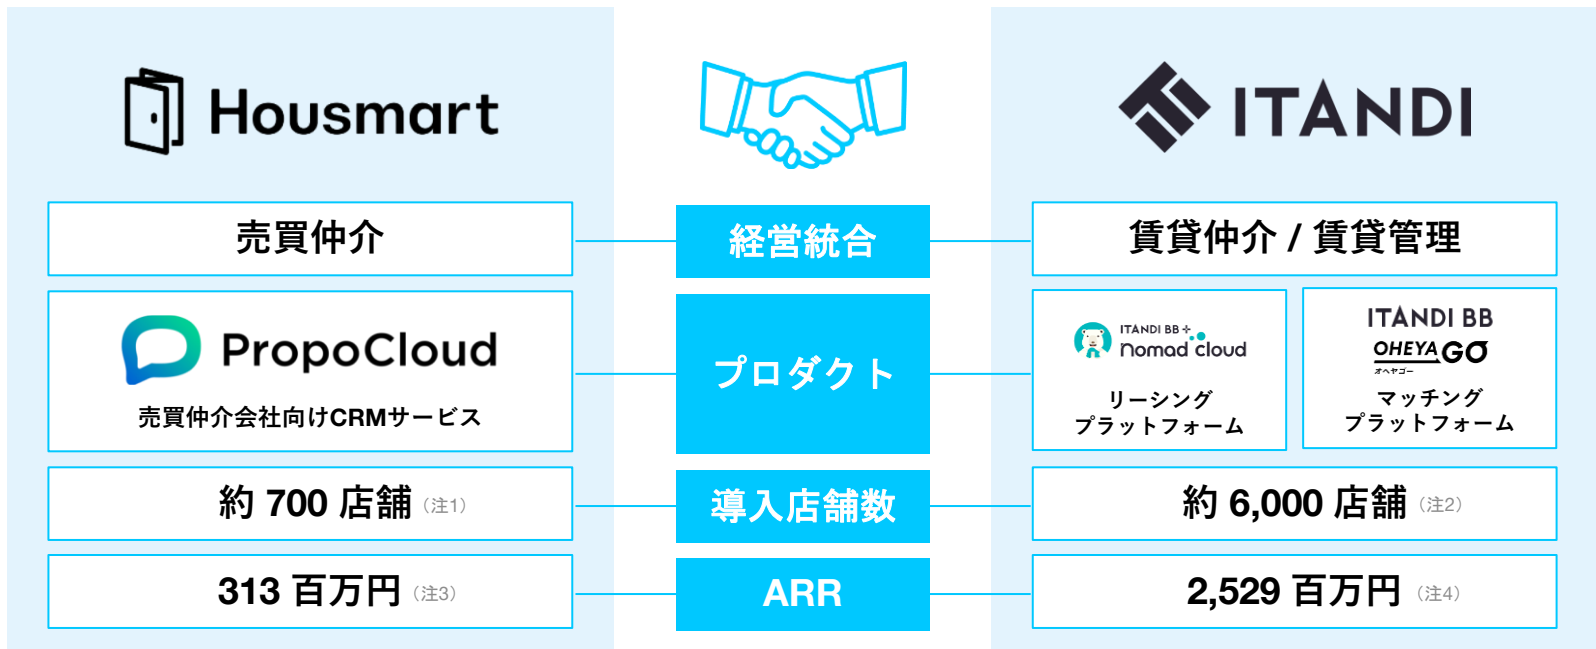 Housmart
ITANDI
売買仲介
経営統合
賃貸仲介 / 賃貸管理
PropoCloud
売買仲介会社向けCRMサービス
プロダクト
ITANDI BB +
nomad cloud
リーシング
プラットフォーム
ITANDI BB
OHEYAGO
オヘヤゴー
マッチング
プラットフォーム
約 700 店舗 （注1）
導入店舗数
約 6,000 店舗 （注2）
313 百万円 （注3）
ARR
2,529 百万円 （注4）